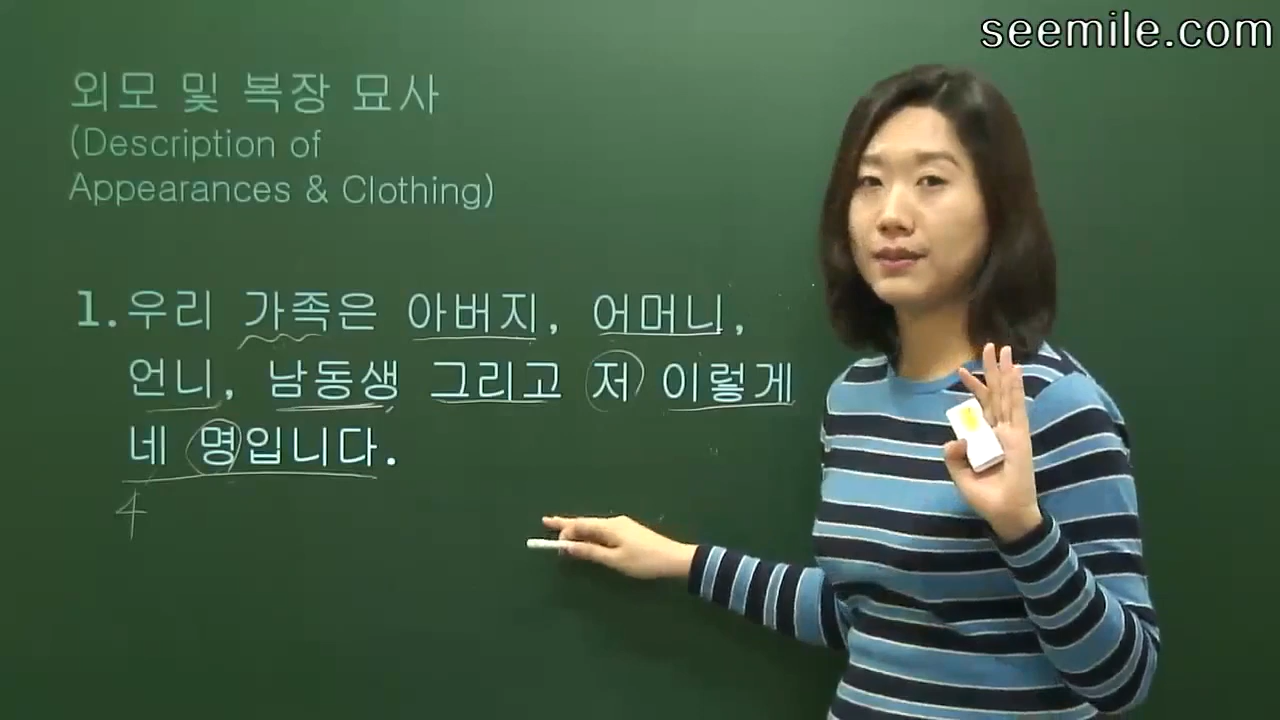 seemile.com
외모 및 복장 묘사
(Description of
Appearances & Clothing)
1. 우리 가족은 아버지, 어머니,
언니, 남동생 그리고 저 이렇게
네 명입니다.
4